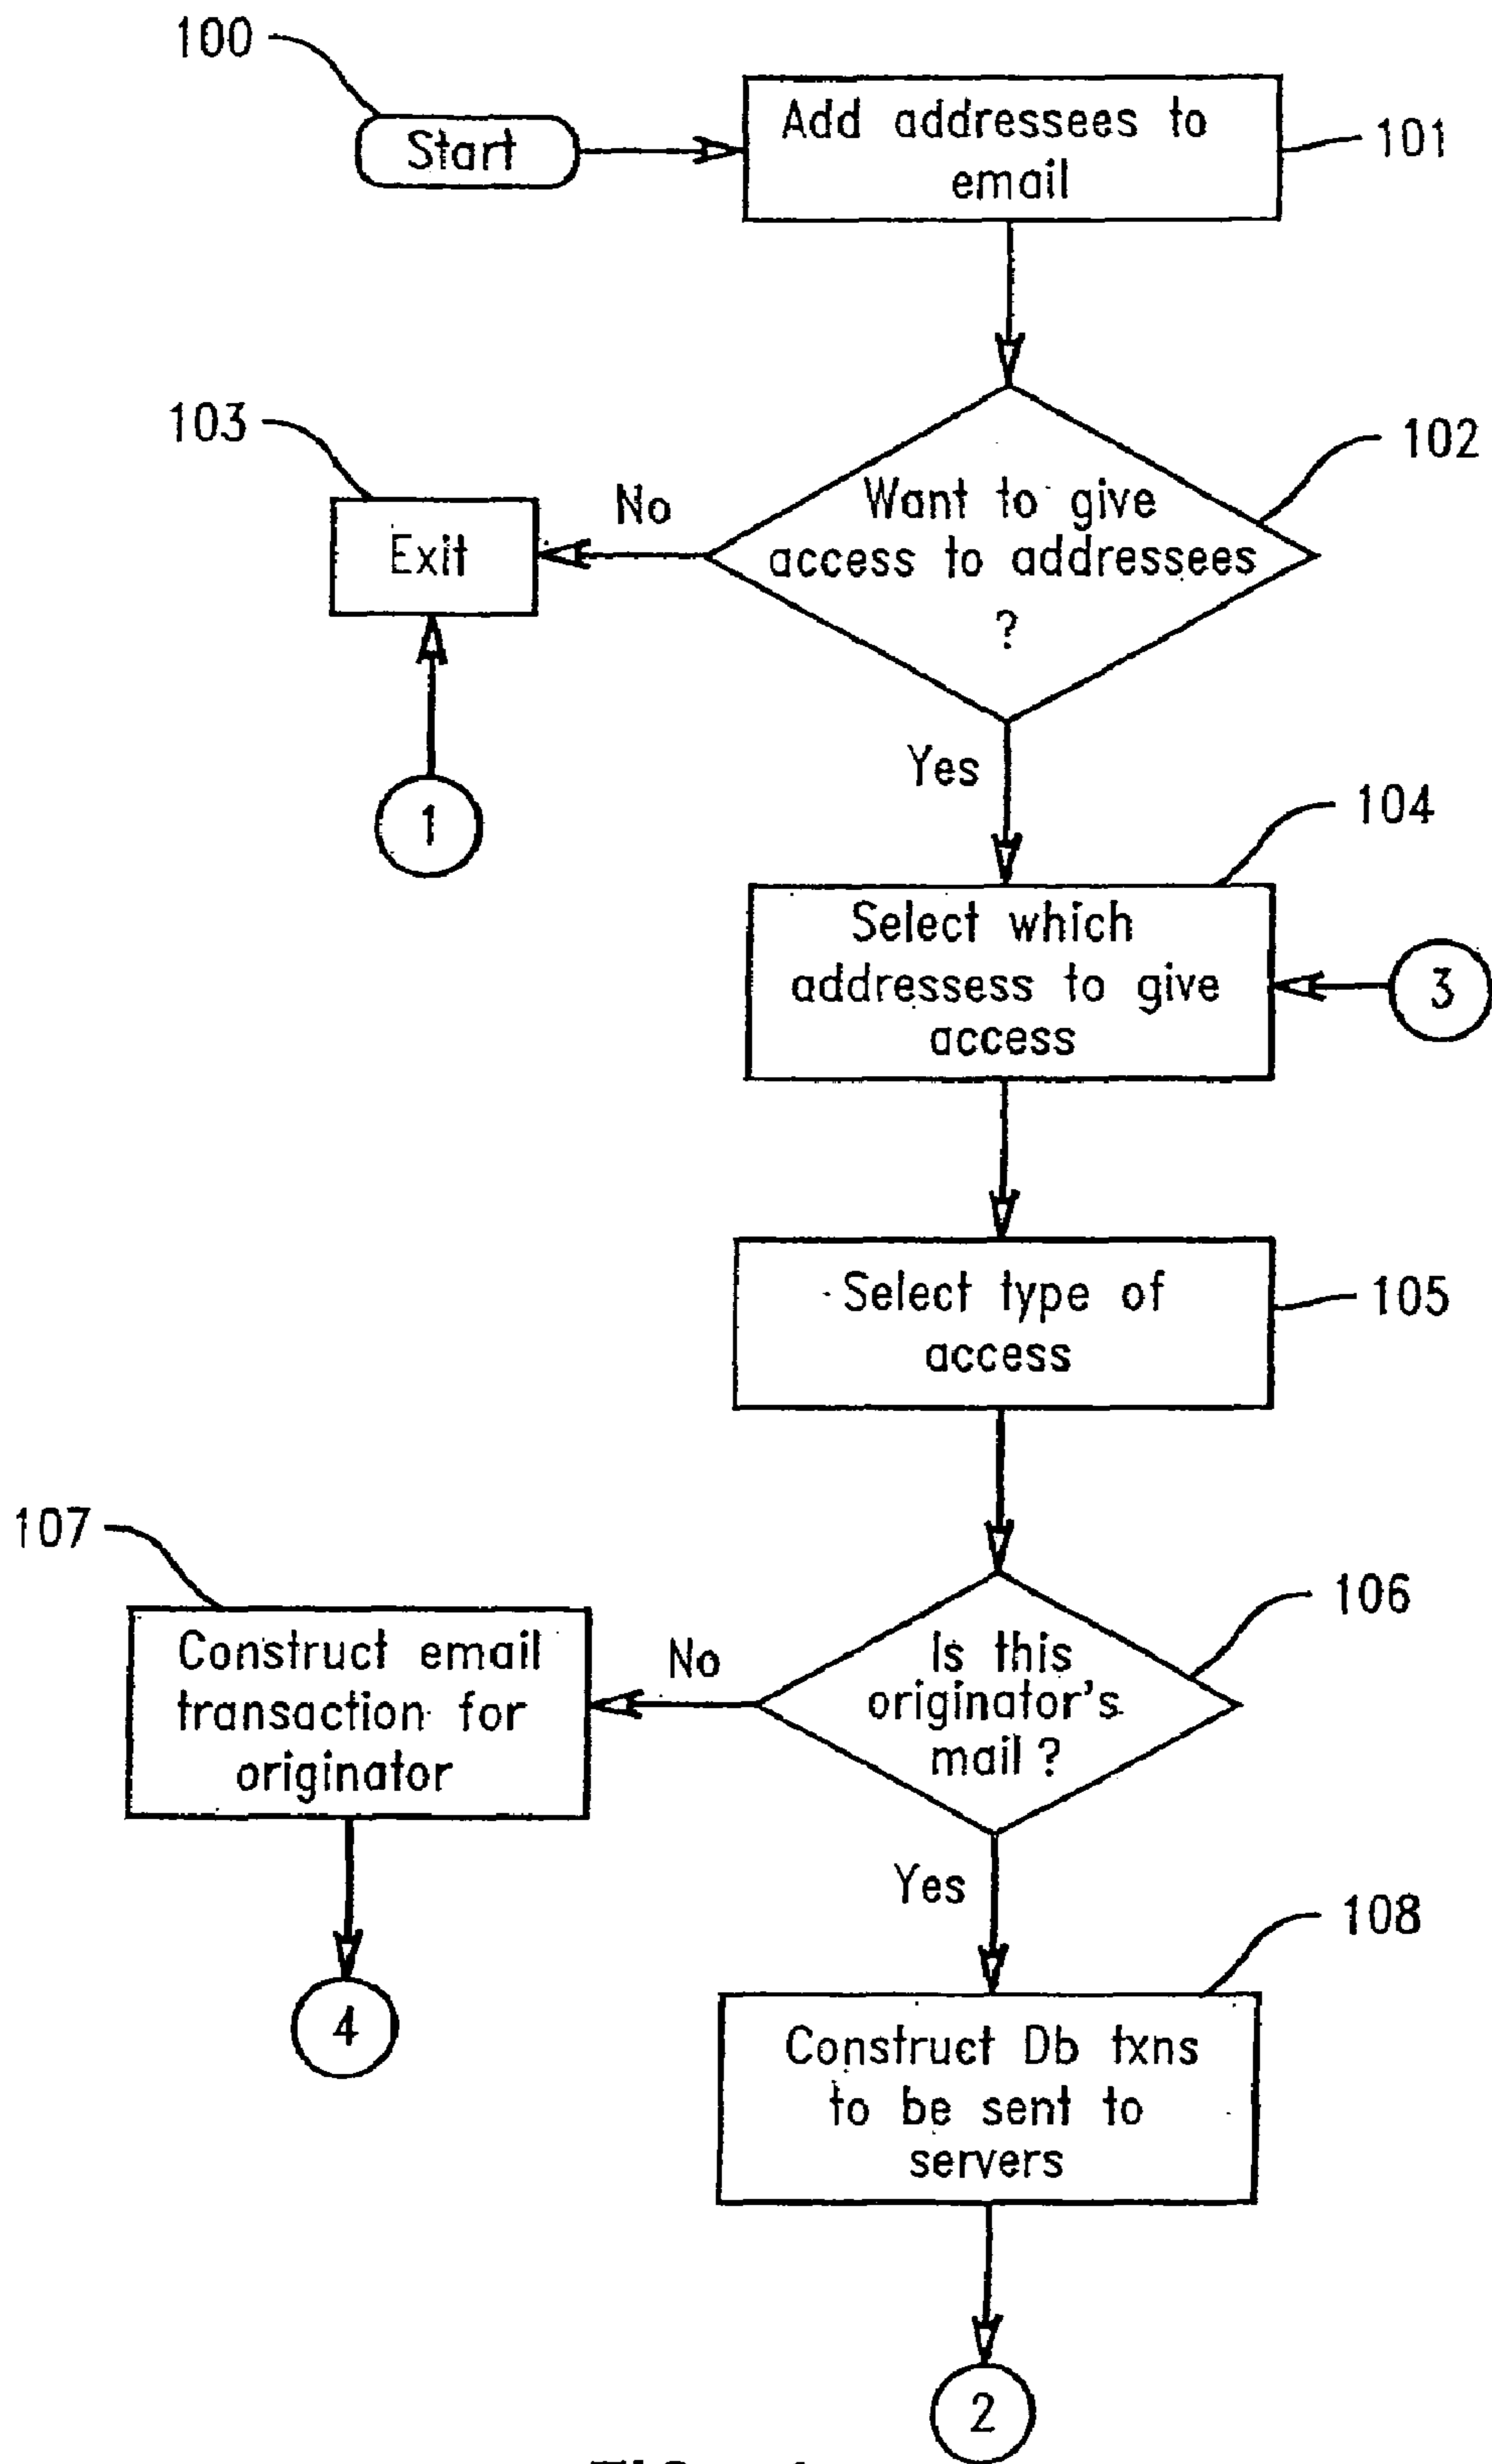 100
Start
Add addressees to
email
101
103
Exit
No
Want to give
access to addressees
?
102
1
Yes
104
Select which
addressess to give
access
3
Select type of
access
105
107
Construct email
transaction for
originator
No
Is this
originator's
mail?
106
4
Yes
108
Construct Db txns
to be sent to
servers
2